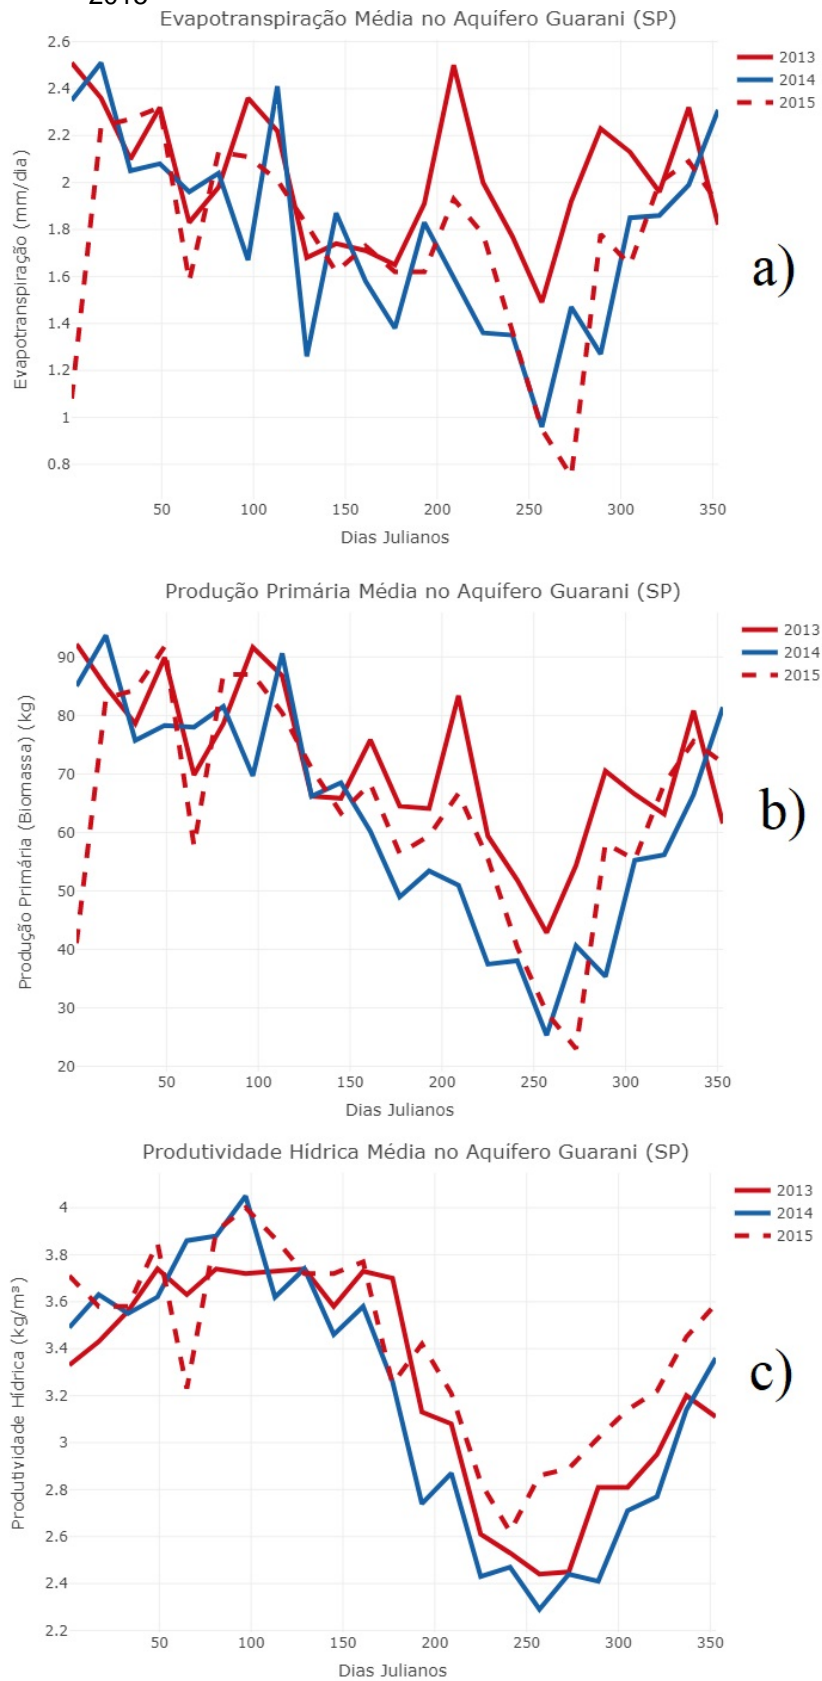 2015
Evapotranspiração Média no Aquífero Guarani (SP)
2.6
2.4
2.2
2
1.8
1.6
1.4
1.2
1
0.8
Evapotranspiração (mm/dia)
50 100 150 200 250 300 350
Dias Julianos
2013
2014
2015
a)
Produção Primária Média no Aquífero Guarani (SP)
90
80
70
60
50
40
30
20
Produção Primária (Biomassa) (kg)
50 100 150 200 250 300 350
Dias Julianos
2013
2014
2015
b)
Produtividade Hídrica Média no Aquífero Guarani (SP)
4
3.8
3.6
3.4
3.2
3
2.8
2.6
2.4
2.2
Produtividade Hídrica (kg/m³)
50 100 150 200 250 300 350
Dias Julianos
2013
2014
2015
c)